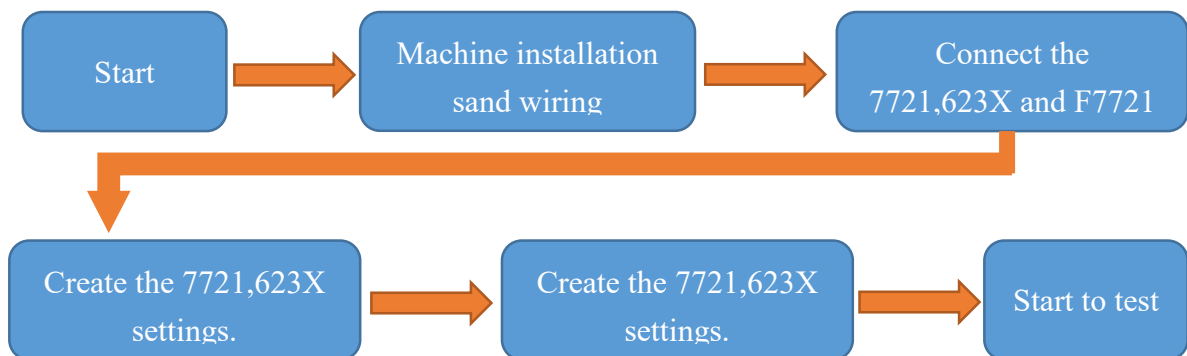 Start
Machine installation
sand wiring
Connect the
7721,623X and F7721
Create the 7721,623X
settings.
Create the 7721,623X
settings.
Start to test